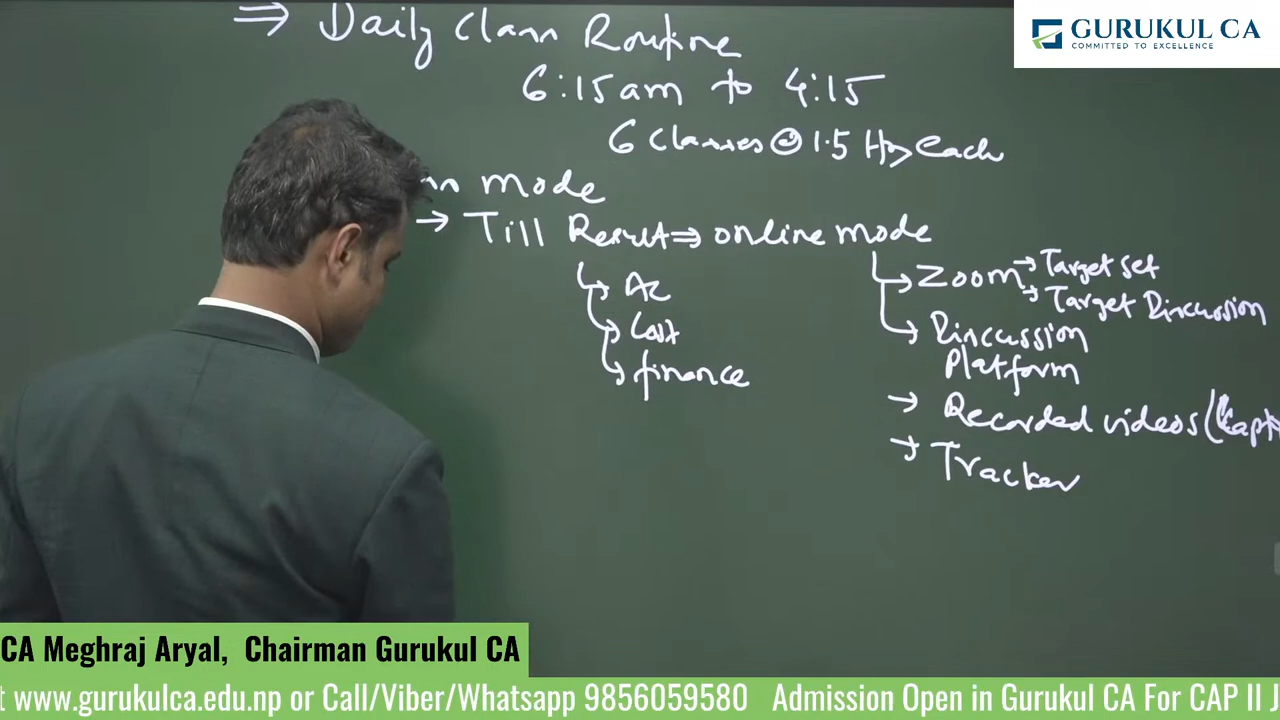 ⇒ Daily Class Routine
GURUKUL CA
COMMITTED TO EXCELLENCE
6:15 am to 4:15
6 Classes @ 1.5 Hrs each
mode
→ Till Result ⇒ online mode
→ Ac
→ Cost
→ finance
→ Zoom → Target set
→ Target Discussion
→ Discussion
Platform
→ Recorded videos (
→ Tracker
CA Meghraj Aryal, Chairman Gurukul CA
t www.gurukulca.edu.np or Call/Viber/Whatsapp 9856059580 Admission Open in Gurukul CA For CAP II J